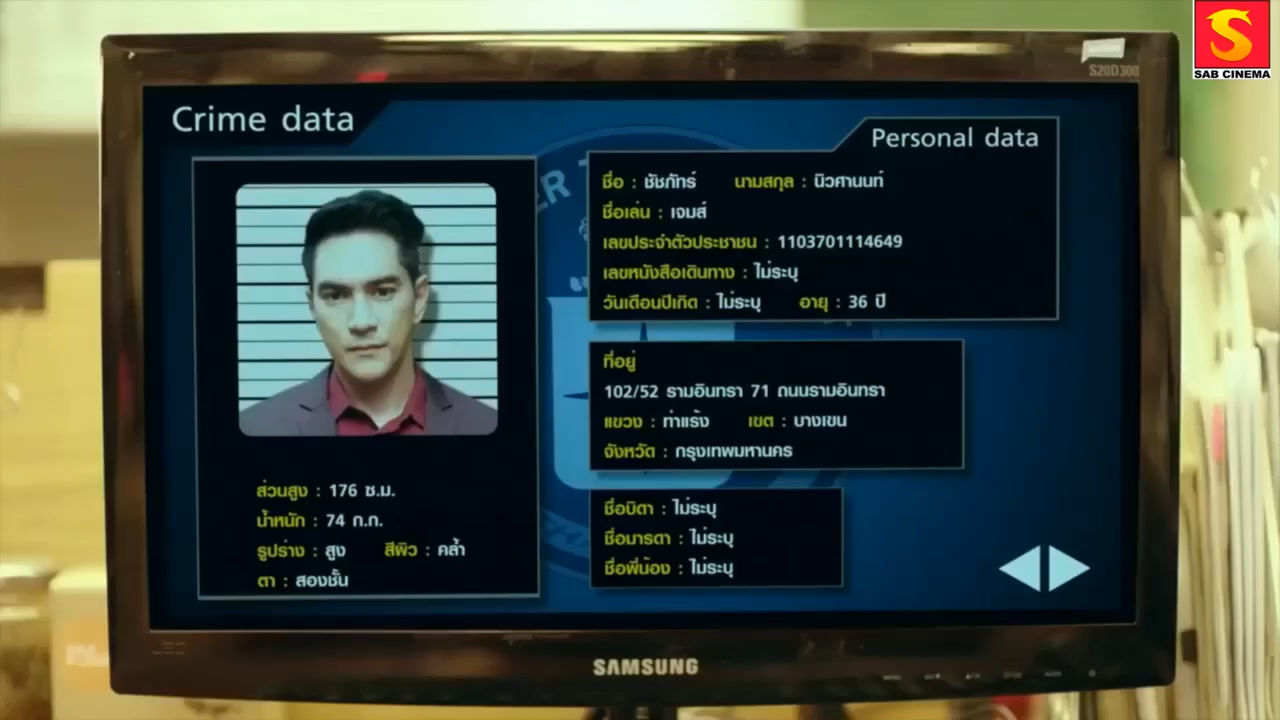 SAB CINEMA
S20D300
Crime data
Personal data
ชื่อ : ชัชภัทร์ นามสกุล : นิวศานนท์
ชื่อเล่น : เจมส์
เลขประจำตัวประชาชน : 1103701114649
เลขหนังสือเดินทาง : ไม่ระบุ
วันเดือนปีเกิด : ไม่ระบุ อายุ : 36 ปี
ที่อยู่
102/52 รามอินทรา 71 ถนนรามอินทรา
แขวง : ท่าแร้ง เขต : บางเขน
จังหวัด : กรุงเทพมหานคร
ส่วนสูง : 176 ซ.ม.
น้ำหนัก : 74 ก.ก.
รูปร่าง : สูง สีผิว : คล้ำ
ตา : สองชั้น
ชื่อบิดา : ไม่ระบุ
ชื่อมารดา : ไม่ระบุ
ชื่อพี่น้อง : ไม่ระบุ
SAMSUNG